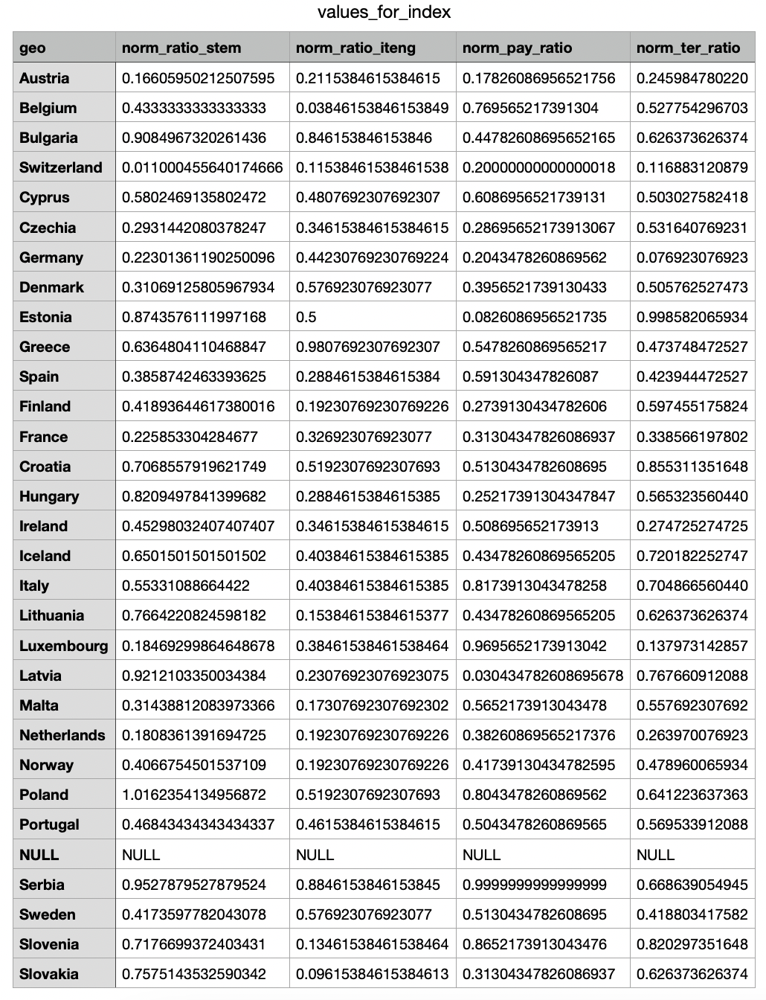 values_for_index
geo norm_ratio_stem norm_ratio_iteng norm_pay_ratio norm_ter_ratio
Austria 0.16605950212507595 0.2115384615384615 0.17826086956521756 0.245984780220
Belgium 0.4333333333333333 0.03846153846153849 0.769565217391304 0.527754296703
Bulgaria 0.9084967320261436 0.846153846153846 0.44782608695652165 0.626373626374
Switzerland 0.011000455640174666 0.11538461538461538 0.20000000000000018 0.116883120879
Cyprus 0.5802469135802472 0.4807692307692307 0.6086956521739131 0.503027582418
Czechia 0.2931442080378247 0.34615384615384615 0.28695652173913067 0.531640769231
Germany 0.22301361190250096 0.44230769230769224 0.2043478260869562 0.076923076923
Denmark 0.31069125805967934 0.576923076923077 0.3956521739130433 0.505762527473
Estonia 0.8743576111997168 0.5 0.0826086956521735 0.998582065934
Greece 0.6364804110468847 0.9807692307692307 0.5478260869565217 0.473748472527
Spain 0.3858742463393625 0.2884615384615384 0.591304347826087 0.423944472527
Finland 0.41893644617380016 0.19230769230769226 0.2739130434782606 0.597455175824
France 0.225853304284677 0.326923076923077 0.31304347826086937 0.338566197802
Croatia 0.7068557919621749 0.5192307692307693 0.5130434782608695 0.855311351648
Hungary 0.8209497841399682 0.2884615384615385 0.25217391304347847 0.565323560440
Ireland 0.45298032407407407 0.34615384615384615 0.508695652173913 0.274725274725
Iceland 0.6501501501501502 0.40384615384615385 0.43478260869565205 0.720182252747
Italy 0.55331088664422 0.40384615384615385 0.8173913043478258 0.704866560440
Lithuania 0.7664220824598182 0.15384615384615377 0.43478260869565205 0.626373626374
Luxembourg 0.18469299864648678 0.38461538461538464 0.9695652173913042 0.137973142857
Latvia 0.9212103350034384 0.23076923076923075 0.030434782608695678 0.767660912088
Malta 0.31438812083973366 0.17307692307692302 0.5652173913043478 0.557692307692
Netherlands 0.1808361391694725 0.19230769230769226 0.38260869565217376 0.263970076923
Norway 0.4066754501537109 0.19230769230769226 0.41739130434782595 0.478960065934
Poland 1.0162354134956872 0.5192307692307693 0.8043478260869562 0.641223637363
Portugal 0.46843434343434337 0.4615384615384615 0.5043478260869565 0.569533912088
NULL NULL NULL NULL NULL
Serbia 0.9527879527879524 0.8846153846153845 0.9999999999999999 0.668639054945
Sweden 0.4173597782043078 0.576923076923077 0.5130434782608695 0.418803417582
Slovenia 0.7176699372403431 0.13461538461538464 0.8652173913043476 0.820297351648
Slovakia 0.7575143532590342 0.09615384615384613 0.31304347826086937 0.626373626374